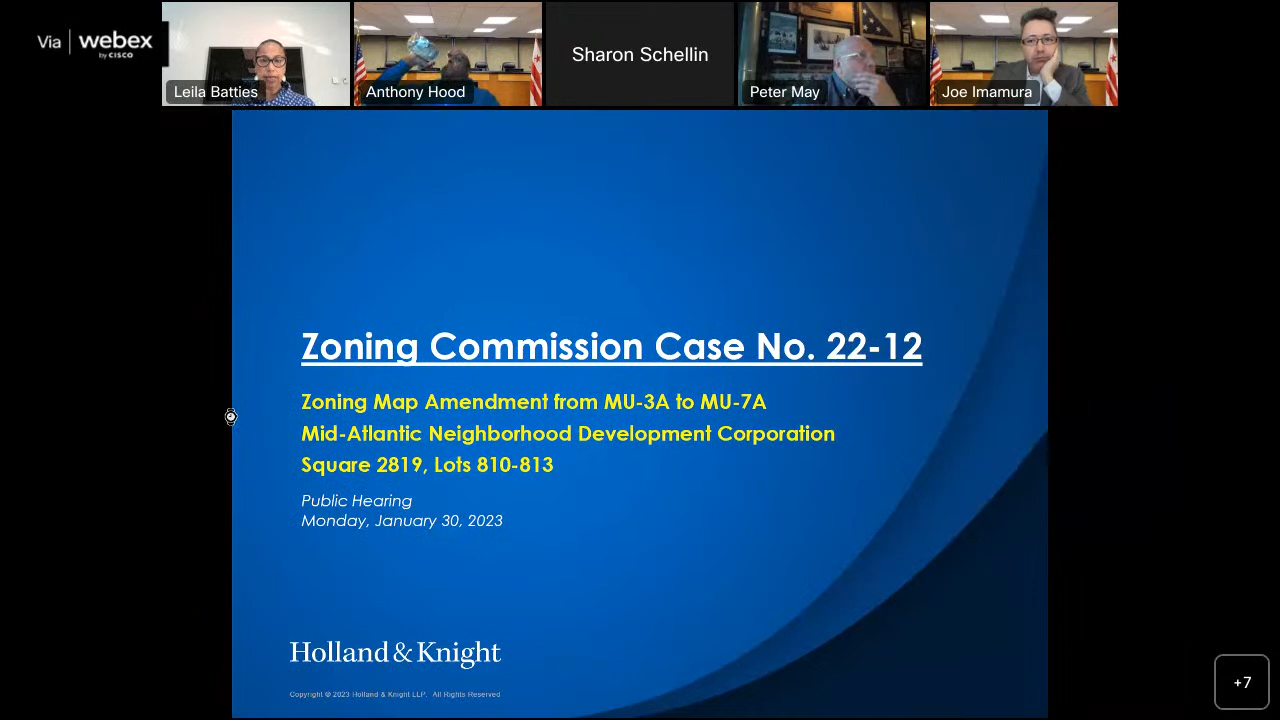 Via | webex
by CISCO
Leila Batties
Anthony Hood
Sharon Schellin
Peter May
Joe Imamura
Zoning Commission Case No. 22-12
Zoning Map Amendment from MU-3A to MU-7A
Mid-Atlantic Neighborhood Development Corporation
Square 2819, Lots 810-813
Public Hearing
Monday, January 30, 2023
Holland & Knight
Copyright @ 2023 Holland & Knight LLP. All Rights Reserved
+7